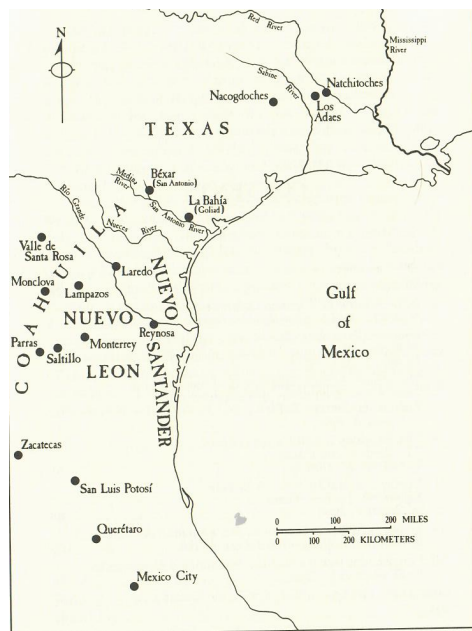 Red River
Mississippi
River
N
Sabine
River
Natchitoches
Nacogdoches
Los
Adaes
TEXAS
Medina
River
Béxar
(San Antonio)
San Antonio River
La Bahía
(Goliad)
Río Grande
Nueces River
Valle de
Santa Rosa
COAHUILA
Laredo
Monclova
Lampazos
NUEVO
SANTANDER
Gulf
of
Mexico
NUEVO
LEON
Reynosa
Parras
Saltillo
Monterrey
Zacatecas
San Luis Potosí
Querétaro
Mexico City
0 100 200 MILES
0 100 200 KILOMETERS